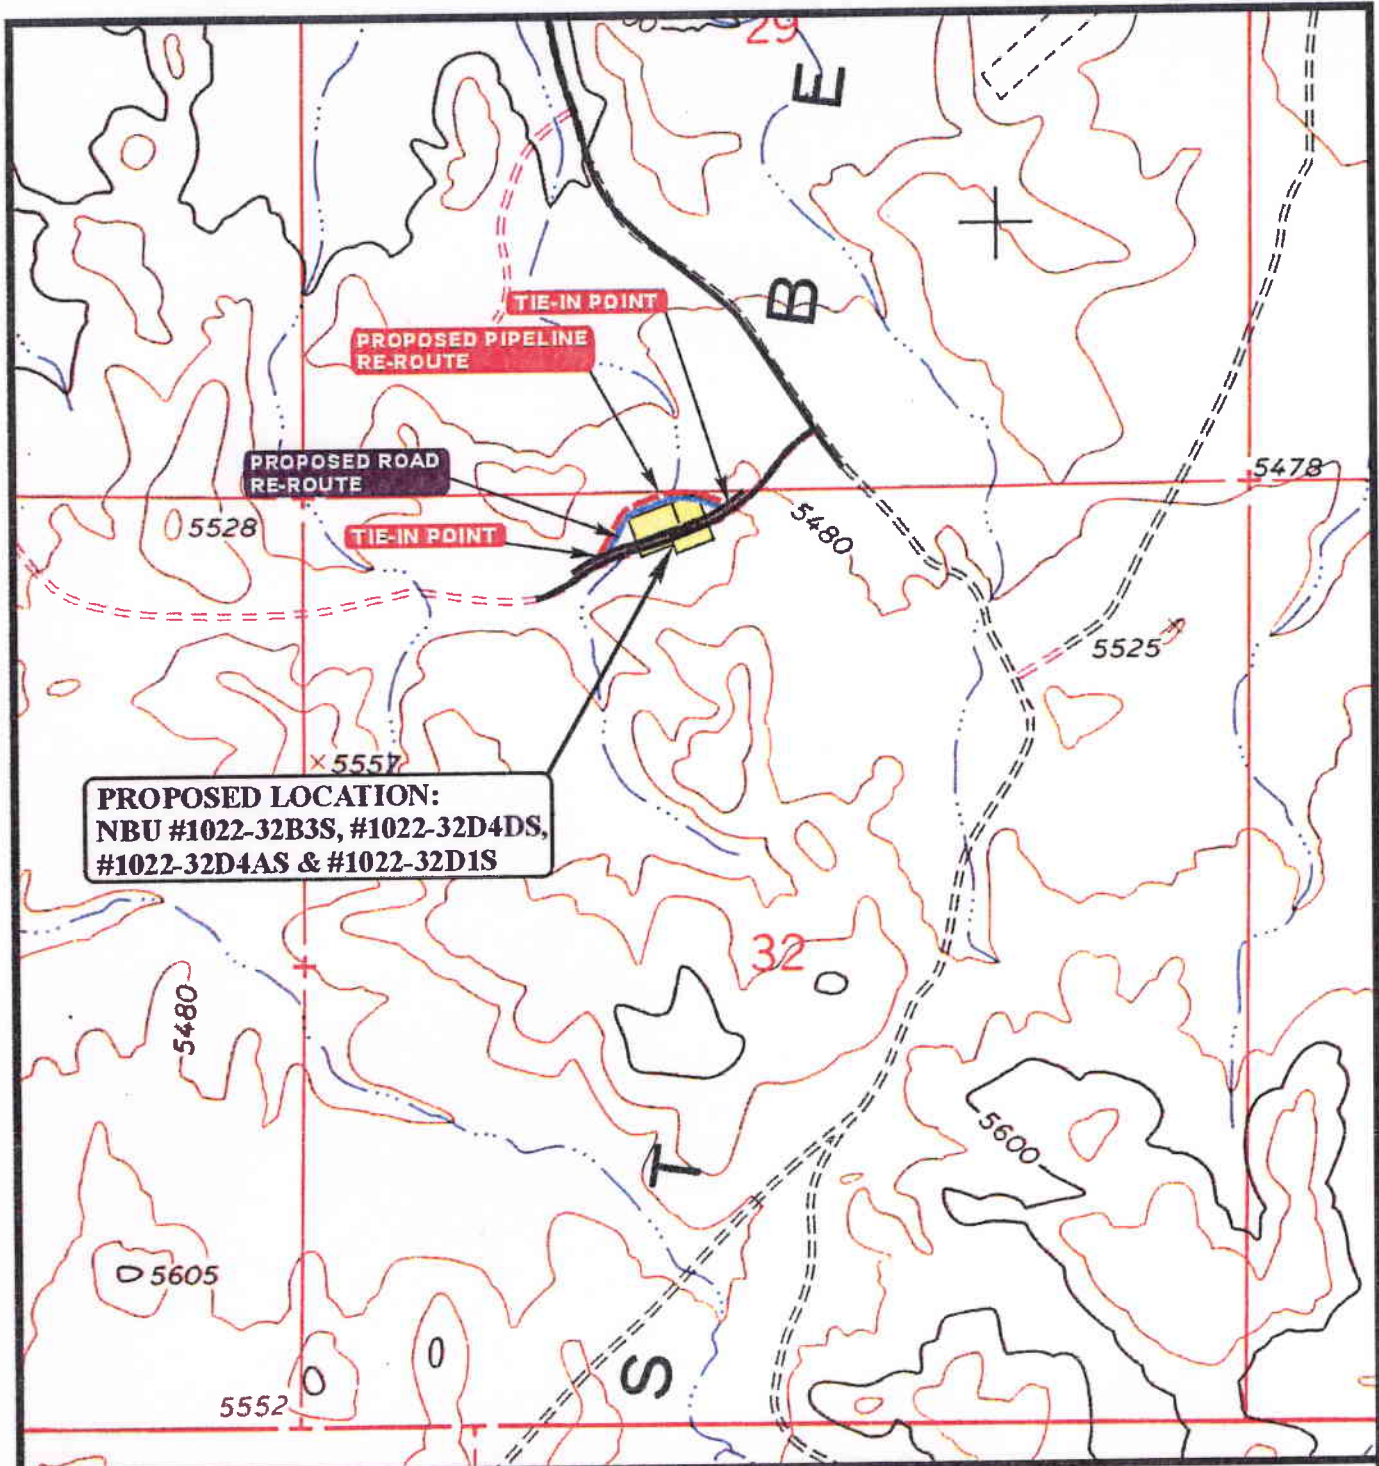 29
E
B
TIE-IN POINT
PROPOSED PIPELINE
RE-ROUTE
PROPOSED ROAD
RE-ROUTE
5478
5528
5480
TIE-IN POINT
5525
5557
PROPOSED LOCATION:
NBU #1022-32B3S, #1022-32D4DS,
#1022-32D4AS & #1022-32D1S
32
5480
5600
T
5605
S
5552